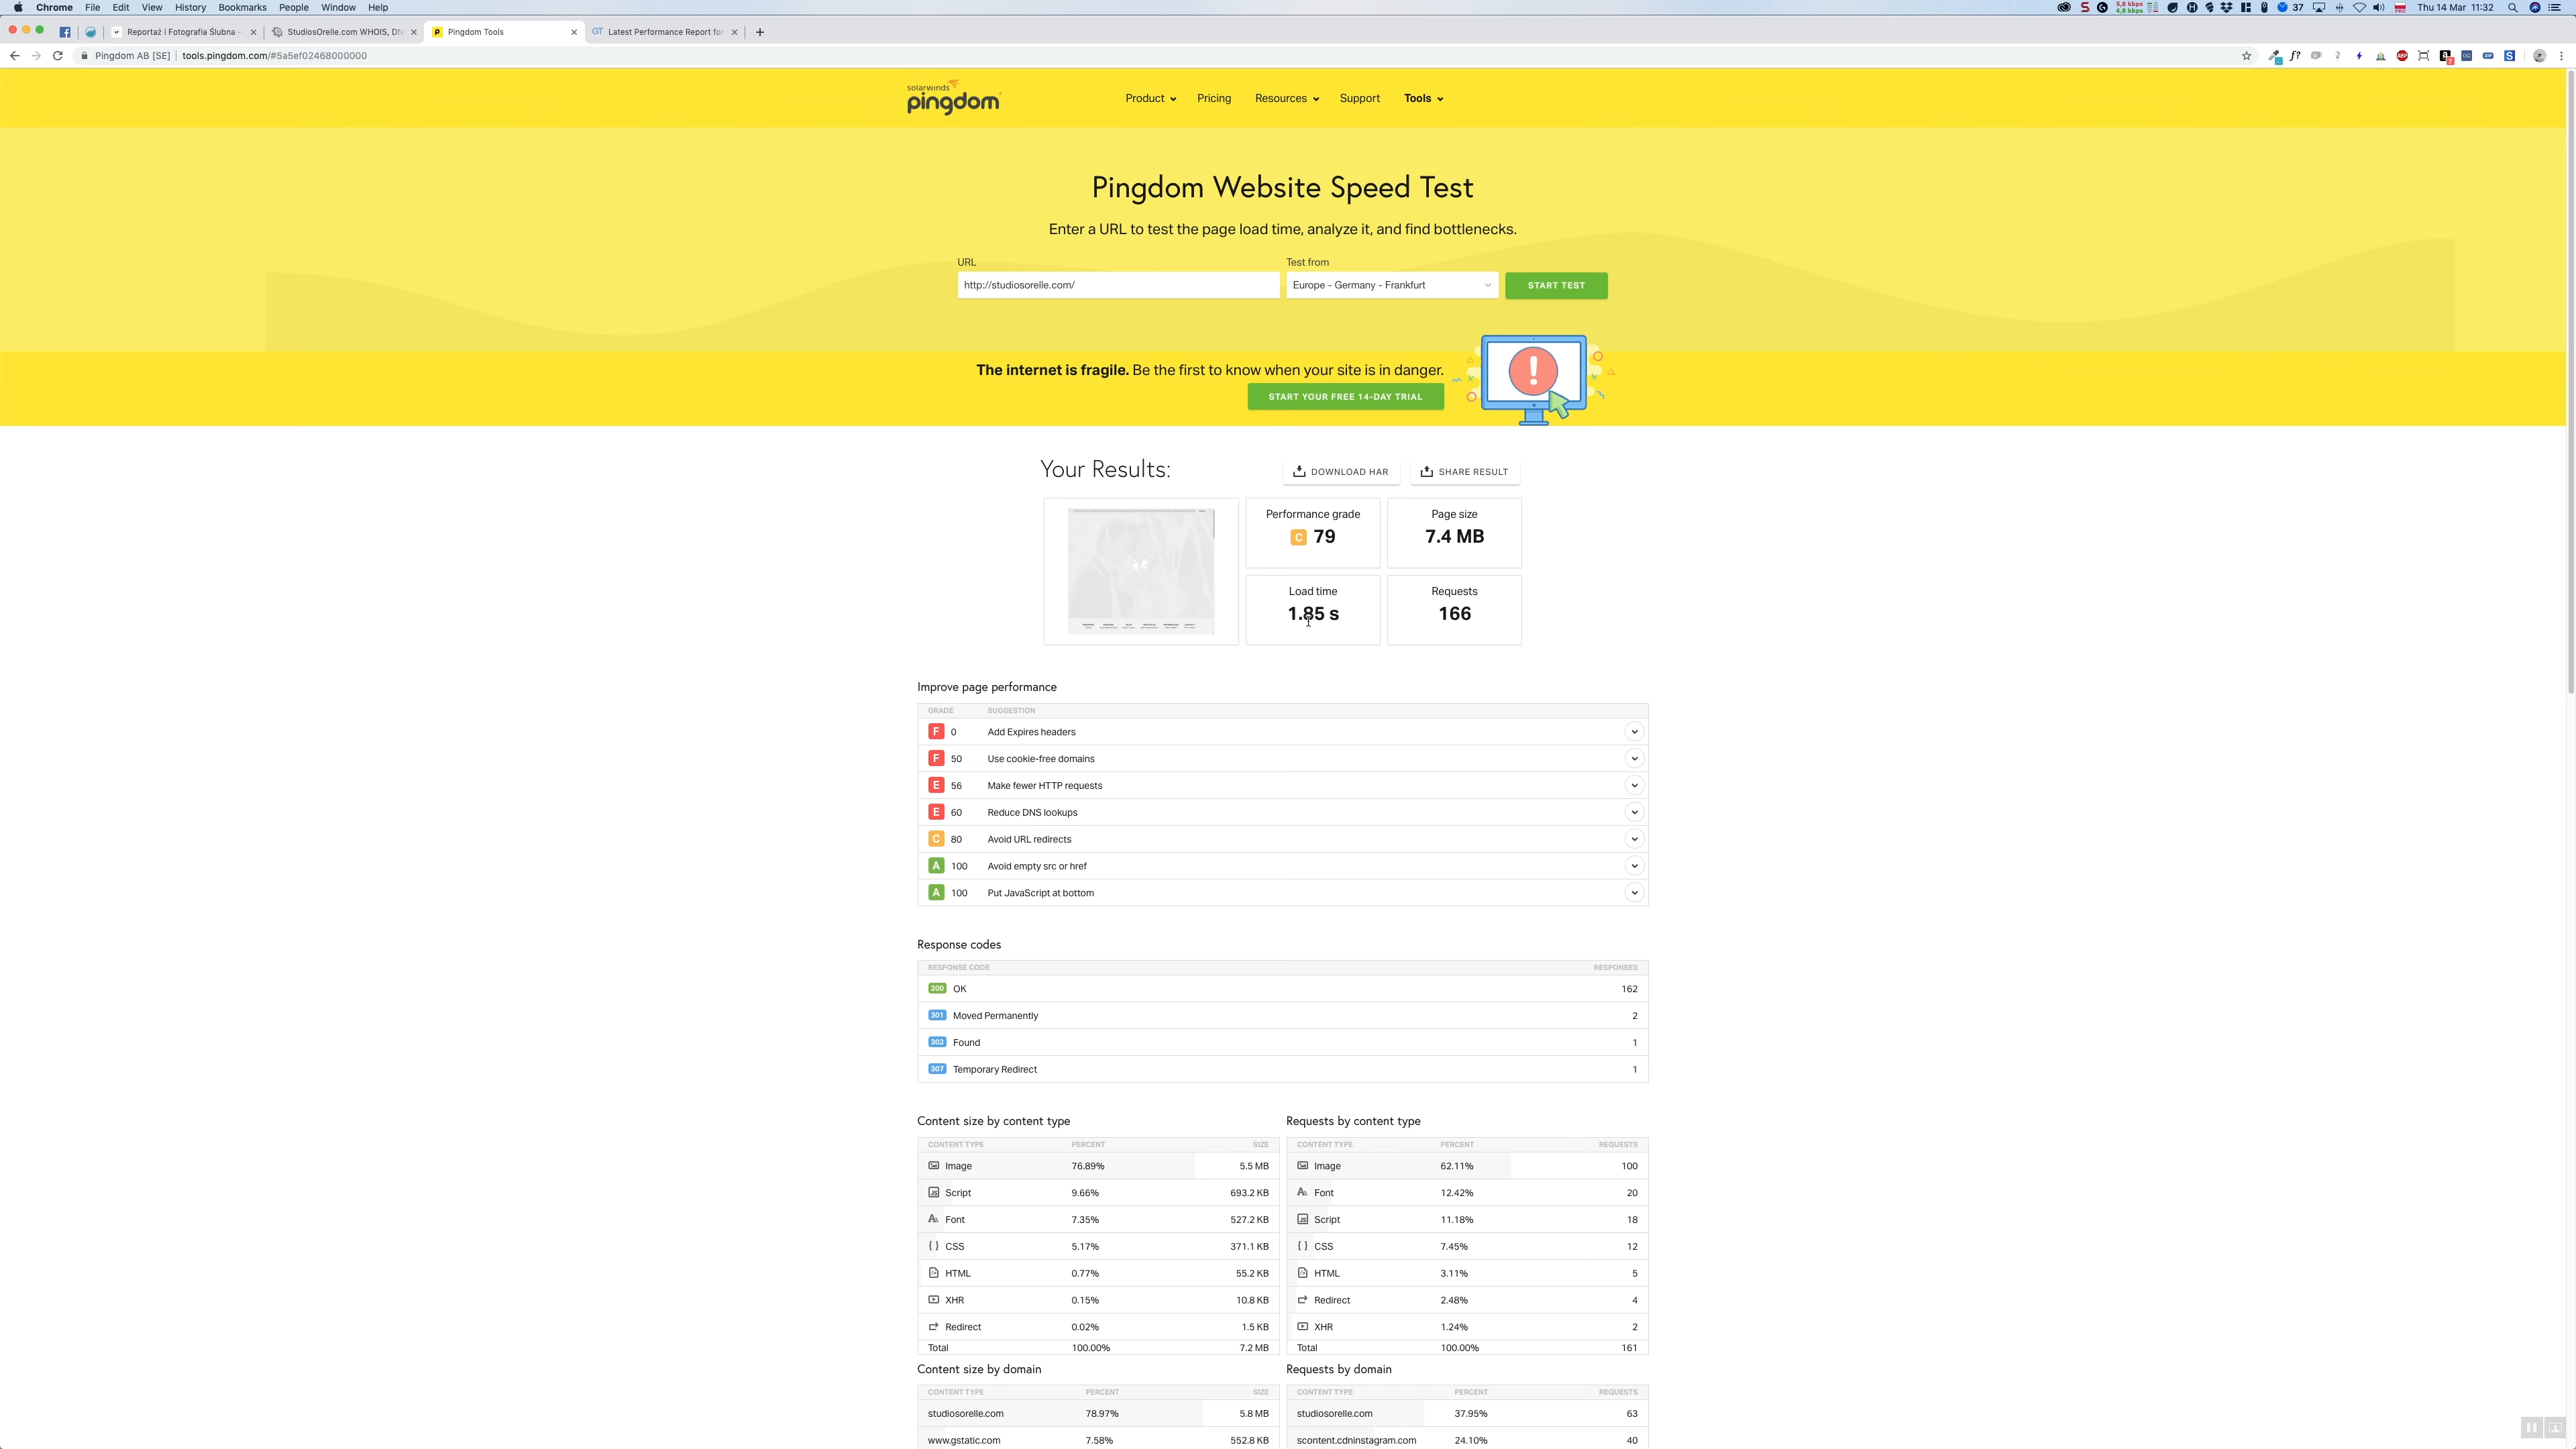 Chrome File Edit View History Bookmarks People Window Help
5,8 kbps
4,8 kbps
37
Thu 14 Mar 11:32
Reportaż i Fotografia Ślubna -
StudiosOrelle.com WHOIS, DN
Pingdom Tools
GT Latest Performance Report for
Pingdom AB [SE] | tools.pingdom.com/#5a5ef02468000000
solarwinds
pingdom
Product
Pricing
Resources
Support
Tools
Pingdom Website Speed Test
Enter a URL to test the page load time, analyze it, and find bottlenecks.
URL
Test from
http://studiosorelle.com/
Europe - Germany - Frankfurt
START TEST
The internet is fragile. Be the first to know when your site is in danger.
START YOUR FREE 14-DAY TRIAL
Your Results:
DOWNLOAD HAR
SHARE RESULT
Performance grade
C 79
Page size
7.4 MB
Load time
1.85 s
Requests
166
Improve page performance
GRADE SUGGESTION
F 0 Add Expires headers
F 50 Use cookie-free domains
E 56 Make fewer HTTP requests
E 60 Reduce DNS lookups
C 80 Avoid URL redirects
A 100 Avoid empty src or href
A 100 Put JavaScript at bottom
Response codes
RESPONSE CODE RESPONSES
200 OK 162
301 Moved Permanently 2
302 Found 1
307 Temporary Redirect 1
Content size by content type
CONTENT TYPE PERCENT SIZE
Image 76.89% 5.5 MB
Script 9.66% 693.2 KB
Font 7.35% 527.2 KB
CSS 5.17% 371.1 KB
HTML 0.77% 55.2 KB
XHR 0.15% 10.8 KB
Redirect 0.02% 1.5 KB
Total 100.00% 7.2 MB
Requests by content type
CONTENT TYPE PERCENT REQUESTS
Image 62.11% 100
Font 12.42% 20
Script 11.18% 18
CSS 7.45% 12
HTML 3.11% 5
Redirect 2.48% 4
XHR 1.24% 2
Total 100.00% 161
Content size by domain
CONTENT TYPE PERCENT SIZE
studiosorelle.com 78.97% 5.8 MB
www.gstatic.com 7.58% 552.8 KB
Requests by domain
CONTENT TYPE PERCENT REQUESTS
studiosorelle.com 37.95% 63
scontent.cdninstagram.com 24.10% 40